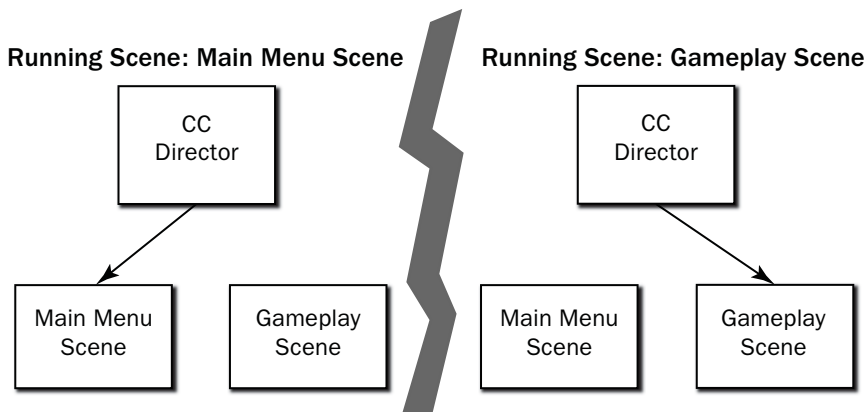 Running Scene: Main Menu Scene
CC
Director
Main Menu
Scene
Gameplay
Scene
Running Scene: Gameplay Scene
CC
Director
Main Menu
Scene
Gameplay
Scene